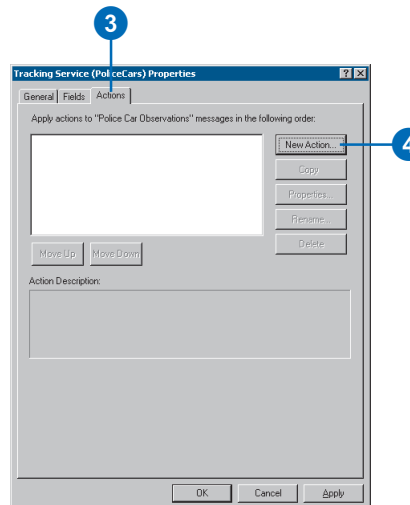 3
Tracking Service (PoliceCars) Properties
General Fields Actions
Apply actions to "Police Car Observations" messages in the following order:
New Action...
4
Copy
Properties...
Rename...
Delete
Move Up Move Down
Action Description:
OK Cancel Apply